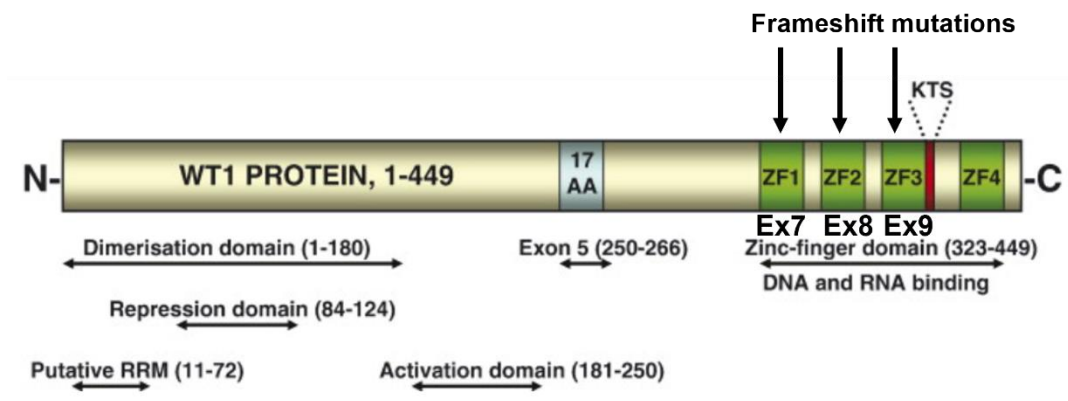 Frameshift mutations
KTS
N-
WT1 PROTEIN, 1-449
17
AA
ZF1
ZF2
ZF3
ZF4
-C
Ex7
Ex8
Ex9
Dimerisation domain (1-180)
Exon 5 (250-266)
Zinc-finger domain (323-449)
DNA and RNA binding
Repression domain (84-124)
Putative RRM (11-72)
Activation domain (181-250)